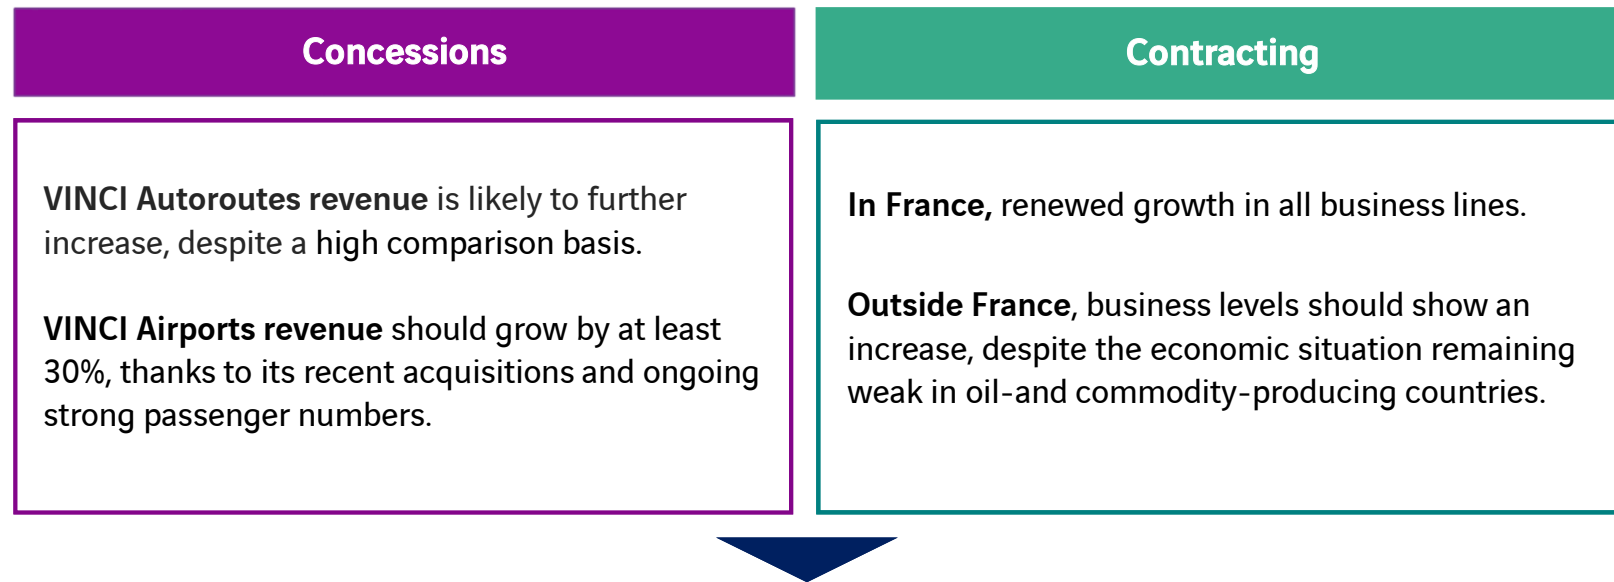 Concessions
VINCI Autoroutes revenue is likely to further
increase, despite a high comparison basis.
VINCI Airports revenue should grow by at least
30%, thanks to its recent acquisitions and ongoing
strong passenger numbers.
Contracting
In France, renewed growth in all business lines.
Outside France, business levels should show an
increase, despite the economic situation remaining
weak in oil-and commodity-producing countries.